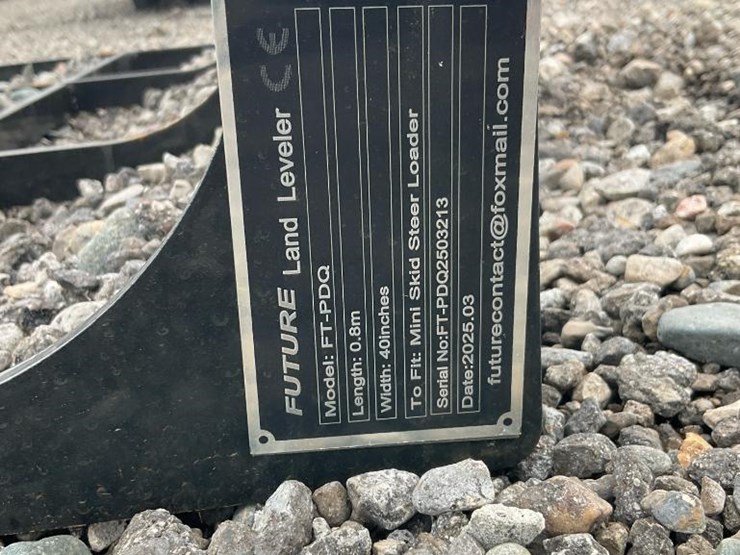 FUTURE Land Leveler CE
Model: FT-PDQ
Length: 0.8m
Width: 40inches
To Fit: Mini Skid Steer Loader
Serial No:FT-PDQ2503213
Date:2025.03
futurecontact@foxmail.com